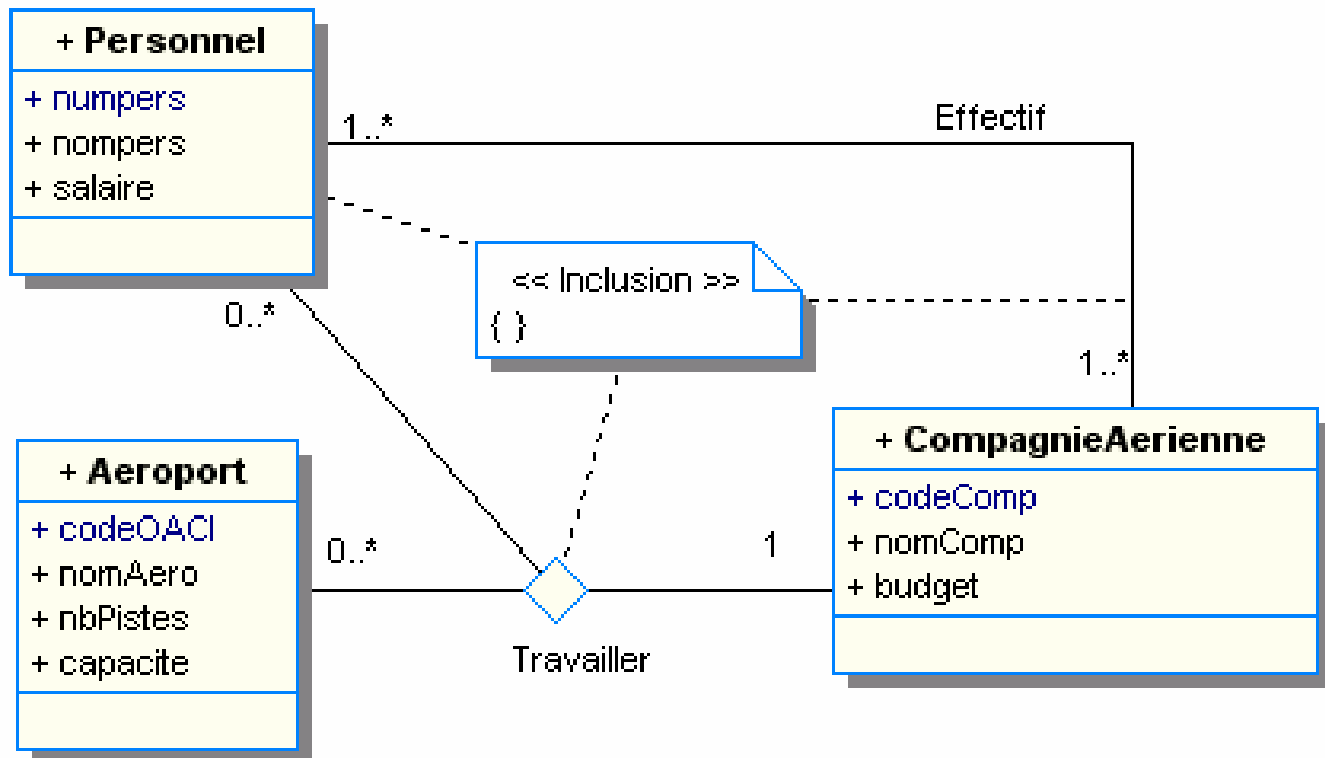 + Personnel
+ numpers
+ nompers
+ salaire
1..*
Effectif
<< Inclusion >>
{ }
0..*
1..*
+ Aeroport
+ codeOACI
+ nomAero
+ nbPistes
+ capacite
0..*
1
+ CompagnieAerienne
+ codeComp
+ nomComp
+ budget
Travailler